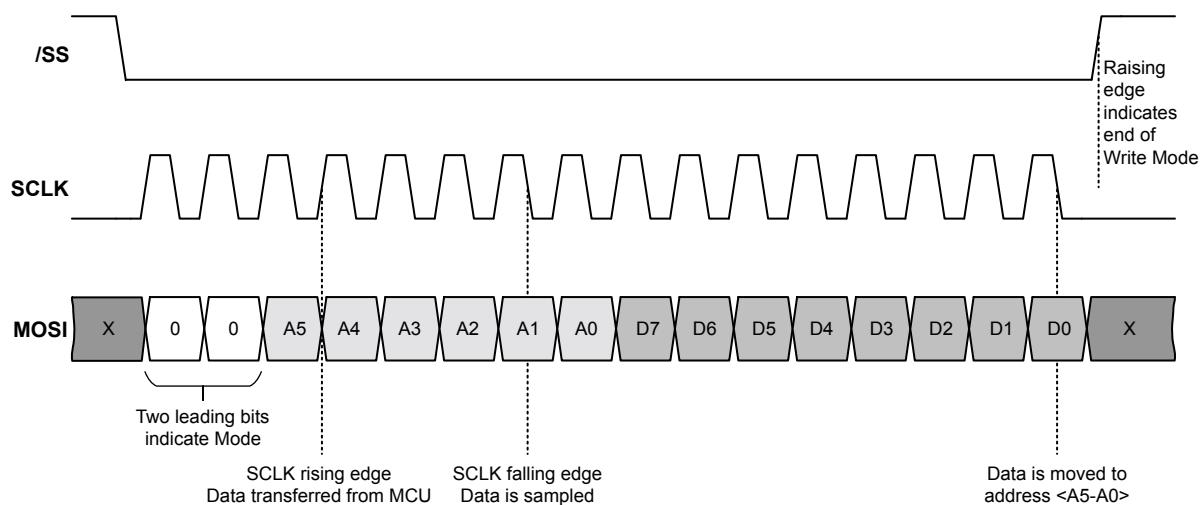 /SS
Raising
edge
indicates
end of
Write Mode
SCLK
MOSI
X 0 0 A5 A4 A3 A2 A1 A0 D7 D6 D5 D4 D3 D2 D1 D0 X
Two leading bits
indicate Mode
SCLK rising edge
Data transferred from MCU
SCLK falling edge
Data is sampled
Data is moved to
address <A5-A0>